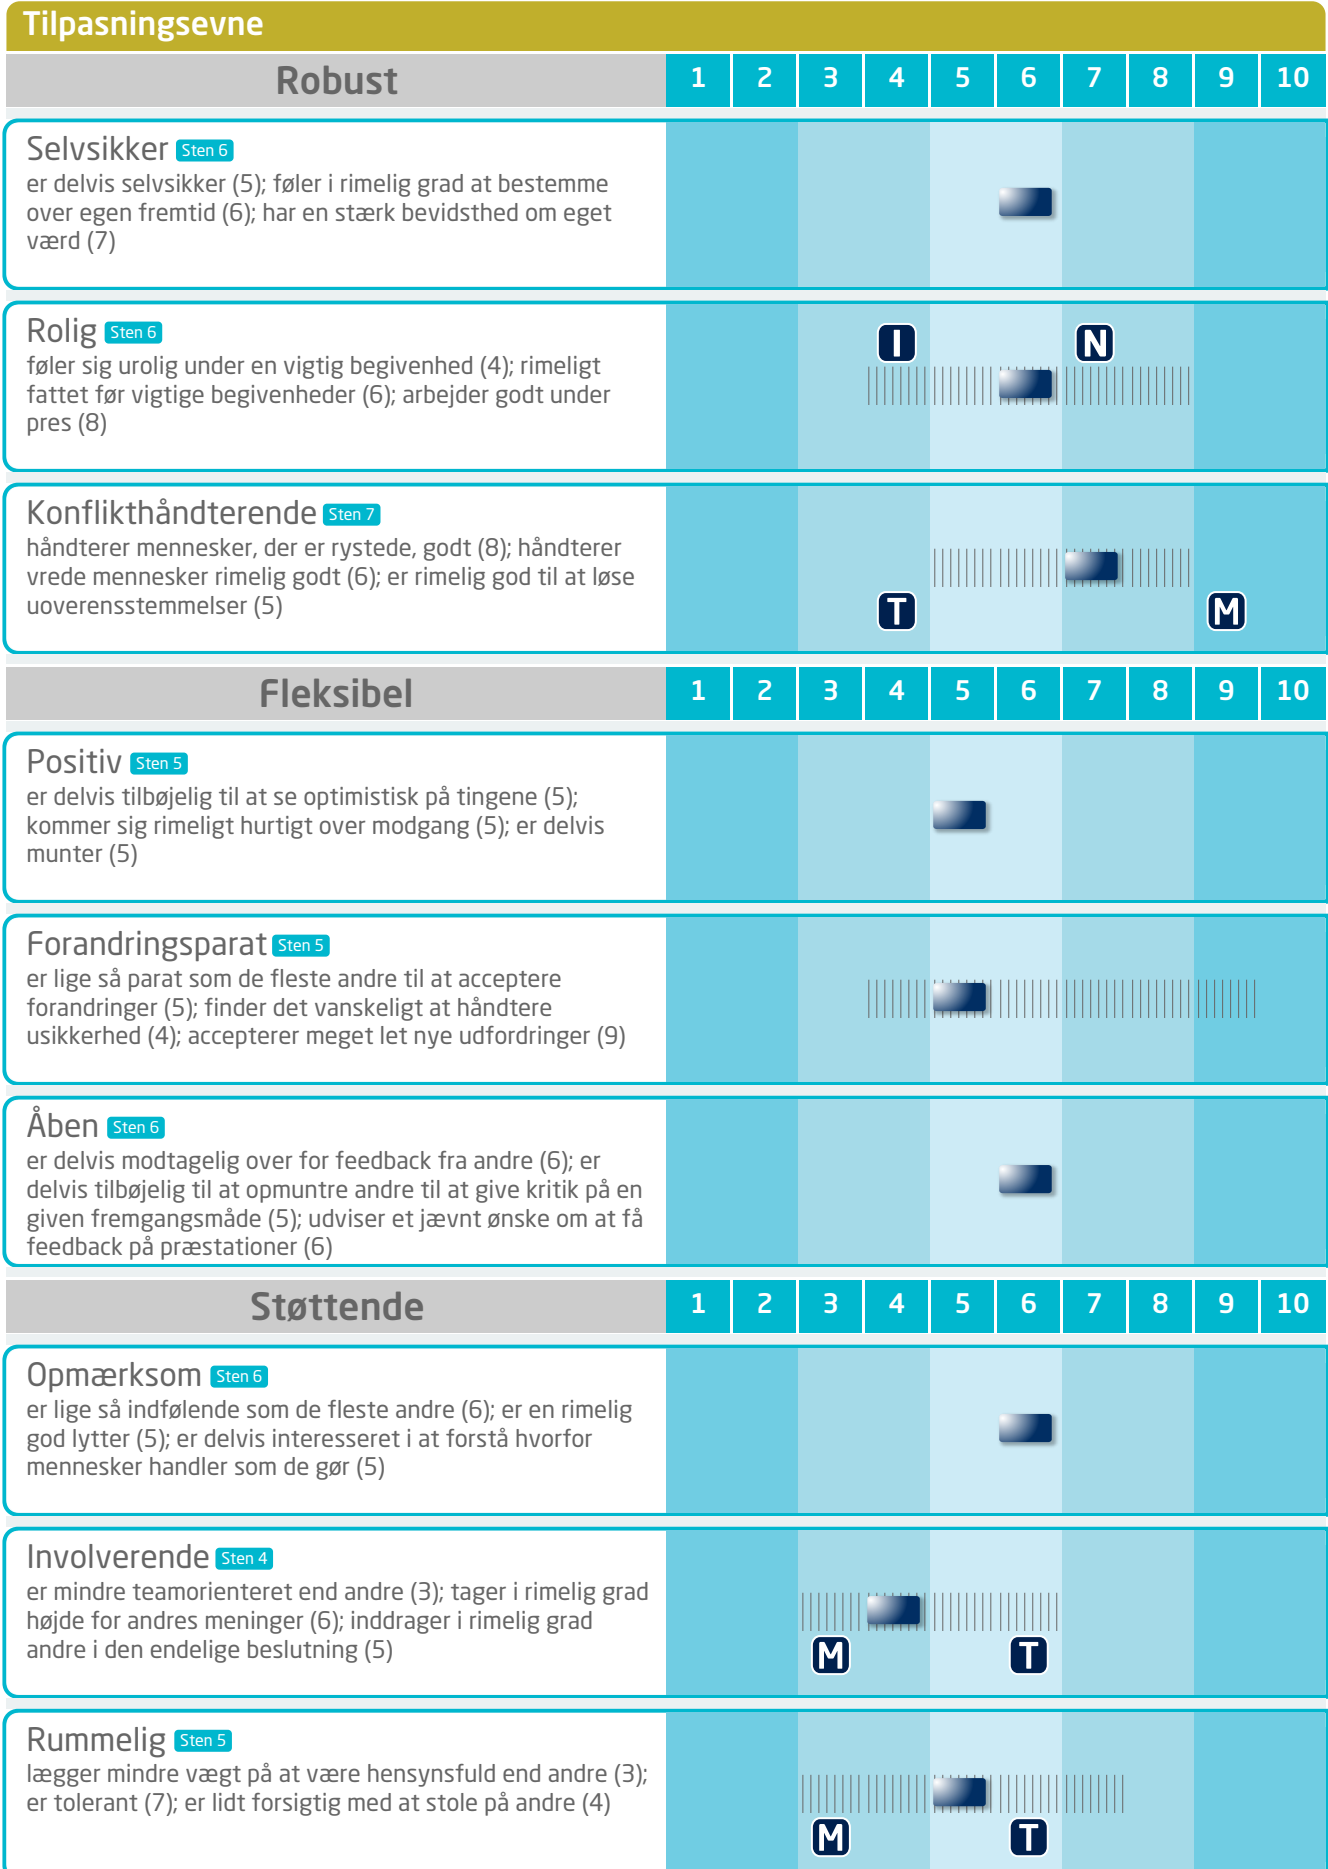 Tilpasningsevne
Robust 1 2 3 4 5 6 7 8 9 10
Selvsikker Sten 6
er delvis selvsikker (5); føler i rimelig grad at bestemme
over egen fremtid (6); har en stærk bevidsthed om eget
værd (7)
Rolig Sten 6
I N
føler sig urolig under en vigtig begivenhed (4); rimeligt
fattet før vigtige begivenheder (6); arbejder godt under
pres (8)
Konflikthåndterende Sten 7
håndterer mennesker, der er rystede, godt (8); håndterer
vrede mennesker rimelig godt (6); er rimelig god til at løse
uoverensstemmelser (5)
T M
Fleksibel 1 2 3 4 5 6 7 8 9 10
Positiv Sten 5
er delvis tilbøjelig til at se optimistisk på tingene (5);
kommer sig rimeligt hurtigt over modgang (5); er delvis
munter (5)
Forandringsparat Sten 5
er lige så parat som de fleste andre til at acceptere
forandringer (5); finder det vanskeligt at håndtere
usikkerhed (4); accepterer meget let nye udfordringer (9)
Åben Sten 6
er delvis modtagelig over for feedback fra andre (6); er
delvis tilbøjelig til at opmuntre andre til at give kritik på en
given fremgangsmåde (5); udviser et jævnt ønske om at få
feedback på præstationer (6)
Støttende 1 2 3 4 5 6 7 8 9 10
Opmærksom Sten 6
er lige så indfølende som de fleste andre (6); er en rimelig
god lytter (5); er delvis interesseret i at forstå hvorfor
mennesker handler som de gør (5)
Involverende Sten 4
er mindre teamorienteret end andre (3); tager i rimelig grad
højde for andres meninger (6); inddrager i rimelig grad
andre i den endelige beslutning (5)
M T
Rummelig Sten 5
lægger mindre vægt på at være hensynsfuld end andre (3);
er tolerant (7); er lidt forsigtig med at stole på andre (4)
M T